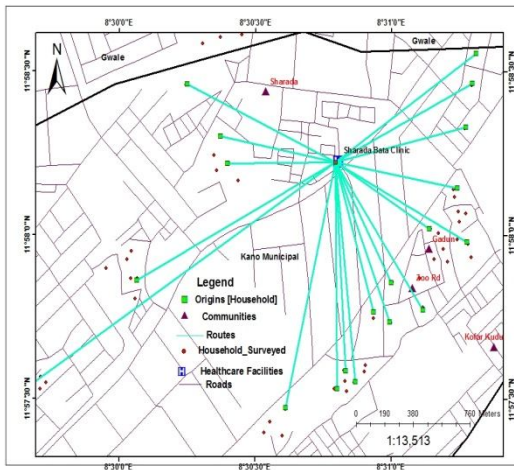 8°30'0"E
8°30'30"E
8°31'0"E
Gwale
Gwale
N
11°58'30"N
11°58'30"N
Sharada
Sharada Bata Clinic
11°58'0"N
11°58'0"N
Gadun
Kano Municipal
Zoo Rd
Legend
Origins [Household]
Communities
Routes
Household_Surveyed
Healthcare Facilities
Roads
Kofar Kudu
11°57'30"N
11°57'30"N
0 190 380 760 Meters
1:13,513
8°30'0"E
8°30'30"E
8°31'0"E